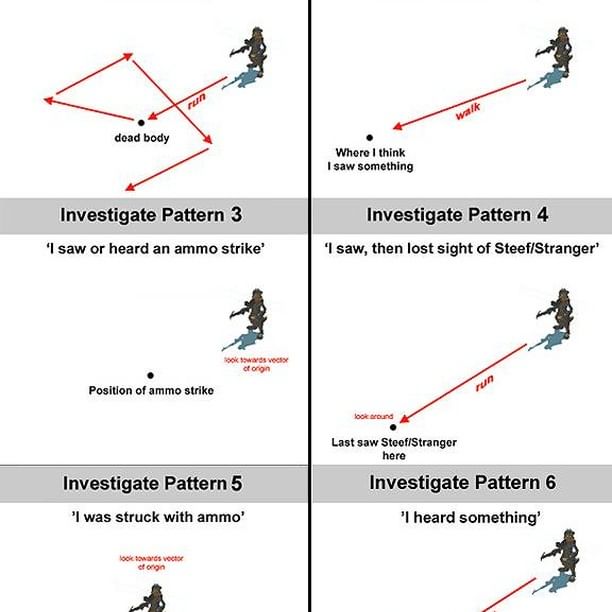 run
dead body
walk
Where I think
I saw something
Investigate Pattern 3
'I saw or heard an ammo strike'
look towards vector
of origin
Position of ammo strike
Investigate Pattern 4
'I saw, then lost sight of Steef/Stranger'
run
look around
Last saw Steef/Stranger
here
Investigate Pattern 5
'I was struck with ammo'
look towards vector
of origin
Investigate Pattern 6
'I heard something'